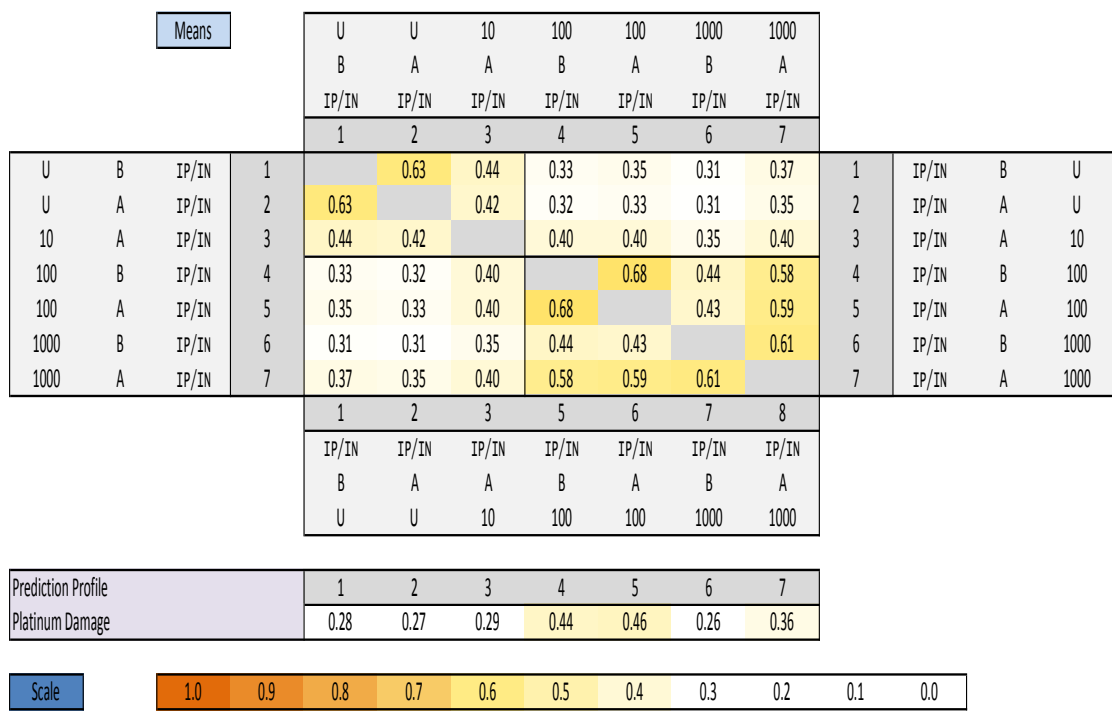 Means U U 10 100 100 1000 1000
B A A B A B A
IP/IN IP/IN IP/IN IP/IN IP/IN IP/IN IP/IN
1 2 3 4 5 6 7
U B IP/IN 1 0.63 0.44 0.33 0.35 0.31 0.37 1 IP/IN B U
U A IP/IN 2 0.63 0.42 0.32 0.33 0.31 0.35 2 IP/IN A U
10 A IP/IN 3 0.44 0.42 0.40 0.40 0.35 0.40 3 IP/IN A 10
100 B IP/IN 4 0.33 0.32 0.40 0.68 0.44 0.58 4 IP/IN B 100
100 A IP/IN 5 0.35 0.33 0.40 0.68 0.43 0.59 5 IP/IN A 100
1000 B IP/IN 6 0.31 0.31 0.35 0.44 0.43 0.61 6 IP/IN B 1000
1000 A IP/IN 7 0.37 0.35 0.40 0.58 0.59 0.61 7 IP/IN A 1000
1 2 3 5 6 7 8
IP/IN IP/IN IP/IN IP/IN IP/IN IP/IN IP/IN
B A A B A B A
U U 10 100 100 1000 1000
Prediction Profile 1 2 3 4 5 6 7
Platinum Damage 0.28 0.27 0.29 0.44 0.46 0.26 0.36
Scale 1.0 0.9 0.8 0.7 0.6 0.5 0.4 0.3 0.2 0.1 0.0